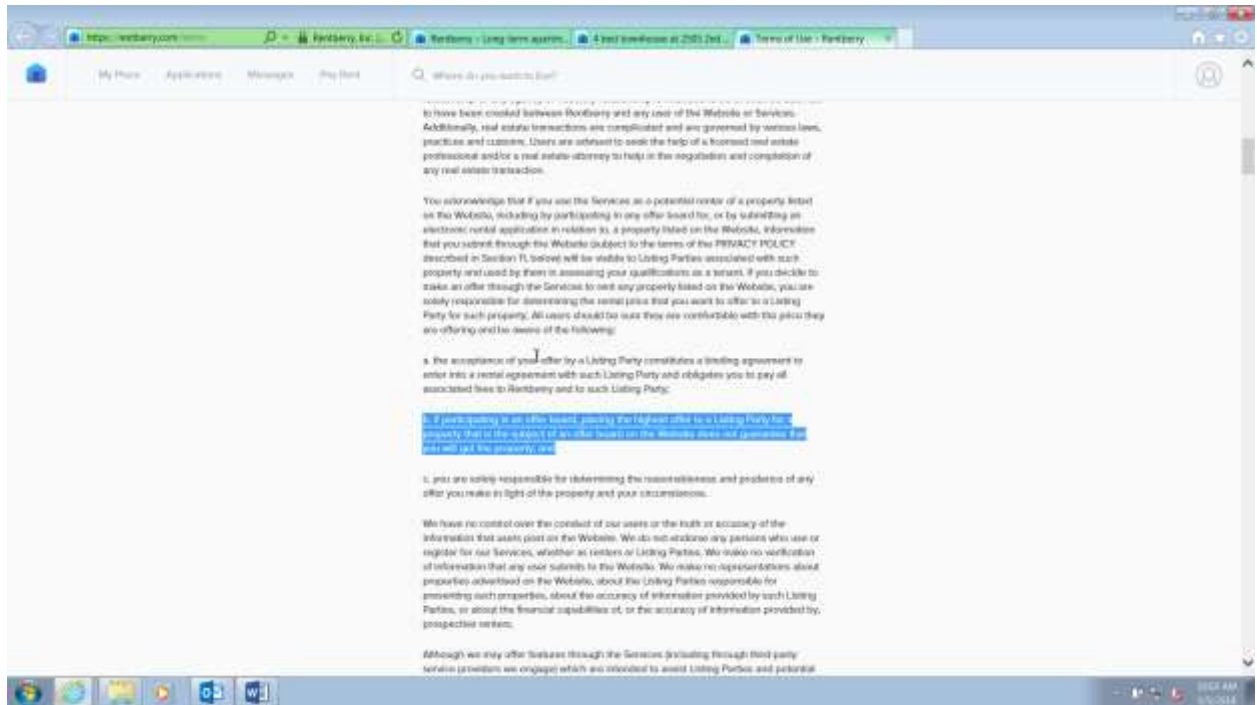 https://rentberry.com/terms
Rentberry, Inc.
Rentberry - Long term apartm...
4 bed townhouse at 2505 2nd...
Terms of Use - Rentberry
My Place Applications Messages Pay Rent Where do you want to live?
to have been created between Rentberry and any user of the Website or Services.
Additionally, real estate transactions are complicated and are governed by various laws,
practices and customs. Users are advised to seek the help of a licensed real estate
professional and/or a real estate attorney to help in the negotiation and completion of
any real estate transaction.
You acknowledge that if you use the Services as a potential renter of a property listed
on the Website, including by participating in any offer board for, or by submitting an
electronic rental application in relation to, a property listed on the Website, information
that you submit through the Website (subject to the terms of the PRIVACY POLICY
described in Section 11, below) will be visible to Listing Parties associated with such
property and used by them in assessing your qualifications as a tenant. If you decide to
make an offer through the Services to rent any property listed on the Website, you are
solely responsible for determining the rental price that you want to offer to a Listing
Party for such property. All users should be sure they are comfortable with the price they
are offering and be aware of the following:
a. the acceptance of your offer by a Listing Party constitutes a binding agreement to
enter into a rental agreement with such Listing Party and obligates you to pay all
associated fees to Rentberry and to such Listing Party;
b. if participating in an offer board, placing the highest offer to a Listing Party for a
property that is the subject of an offer board on the Website does not guarantee that
you will get the property; and
c. you are solely responsible for determining the reasonableness and prudence of any
offer you make in light of the property and your circumstances.
We have no control over the conduct of our users or the truth or accuracy of the
information that users post on the Website. We do not endorse any persons who use or
register for our Services, whether as renters or Listing Parties. We make no verification
of information that any user submits to the Website. We make no representations about
properties advertised on the Website, about the Listing Parties responsible for
presenting such properties, about the accuracy of information provided by such Listing
Parties, or about the financial capabilities of, or the accuracy of information provided by,
prospective renters.
Although we may offer features through the Services (including through third party
service providers we engage) which are intended to assist Listing Parties and potential